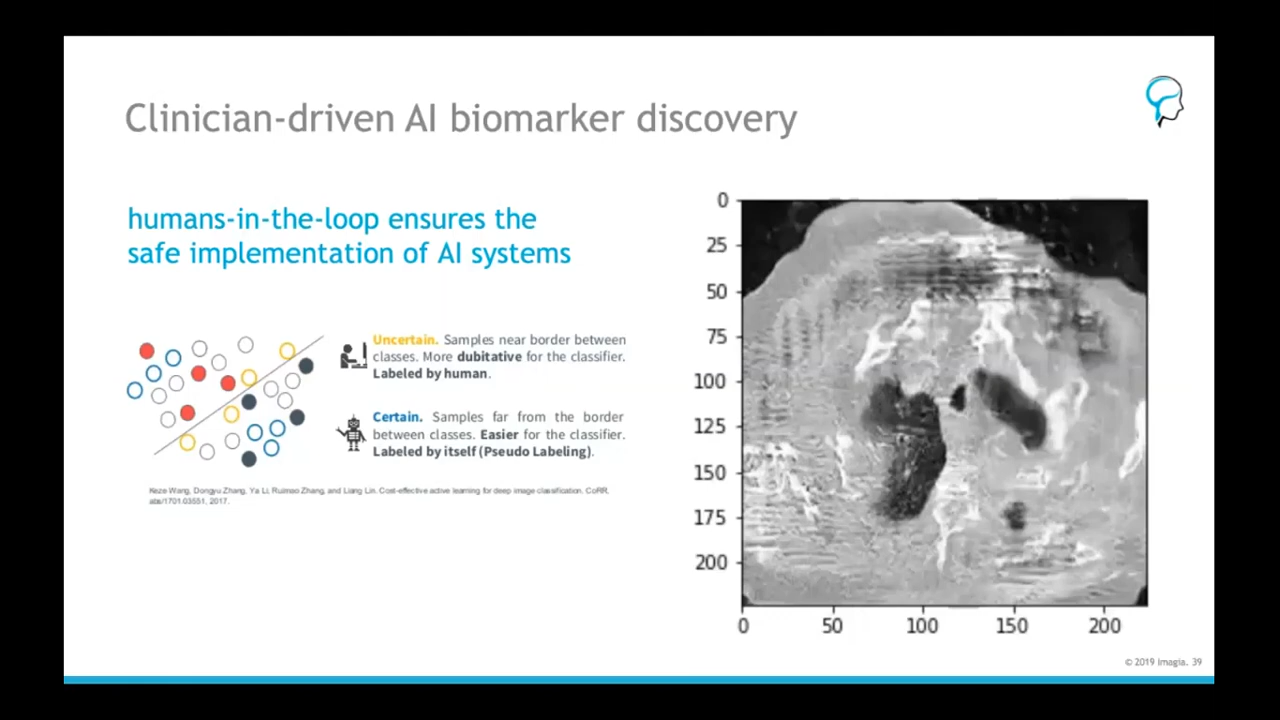 Clinician-driven AI biomarker discovery
humans-in-the-loop ensures the
safe implementation of AI systems
Uncertain. Samples near border between
classes. More dubitative for the classifier.
Labeled by human.
Certain. Samples far from the border
between classes. Easier for the classifier.
Labeled by itself (Pseudo Labeling).
Keze Wang, Dongyu Zhang, Ya Li, Ruimao Zhang, and Liang Lin. Cost-effective active learning for deep image classification. CoRR,
abs/1701.03551, 2017.
0
25
50
75
100
125
150
175
200
0 50 100 150 200
© 2019 Imagia. 39